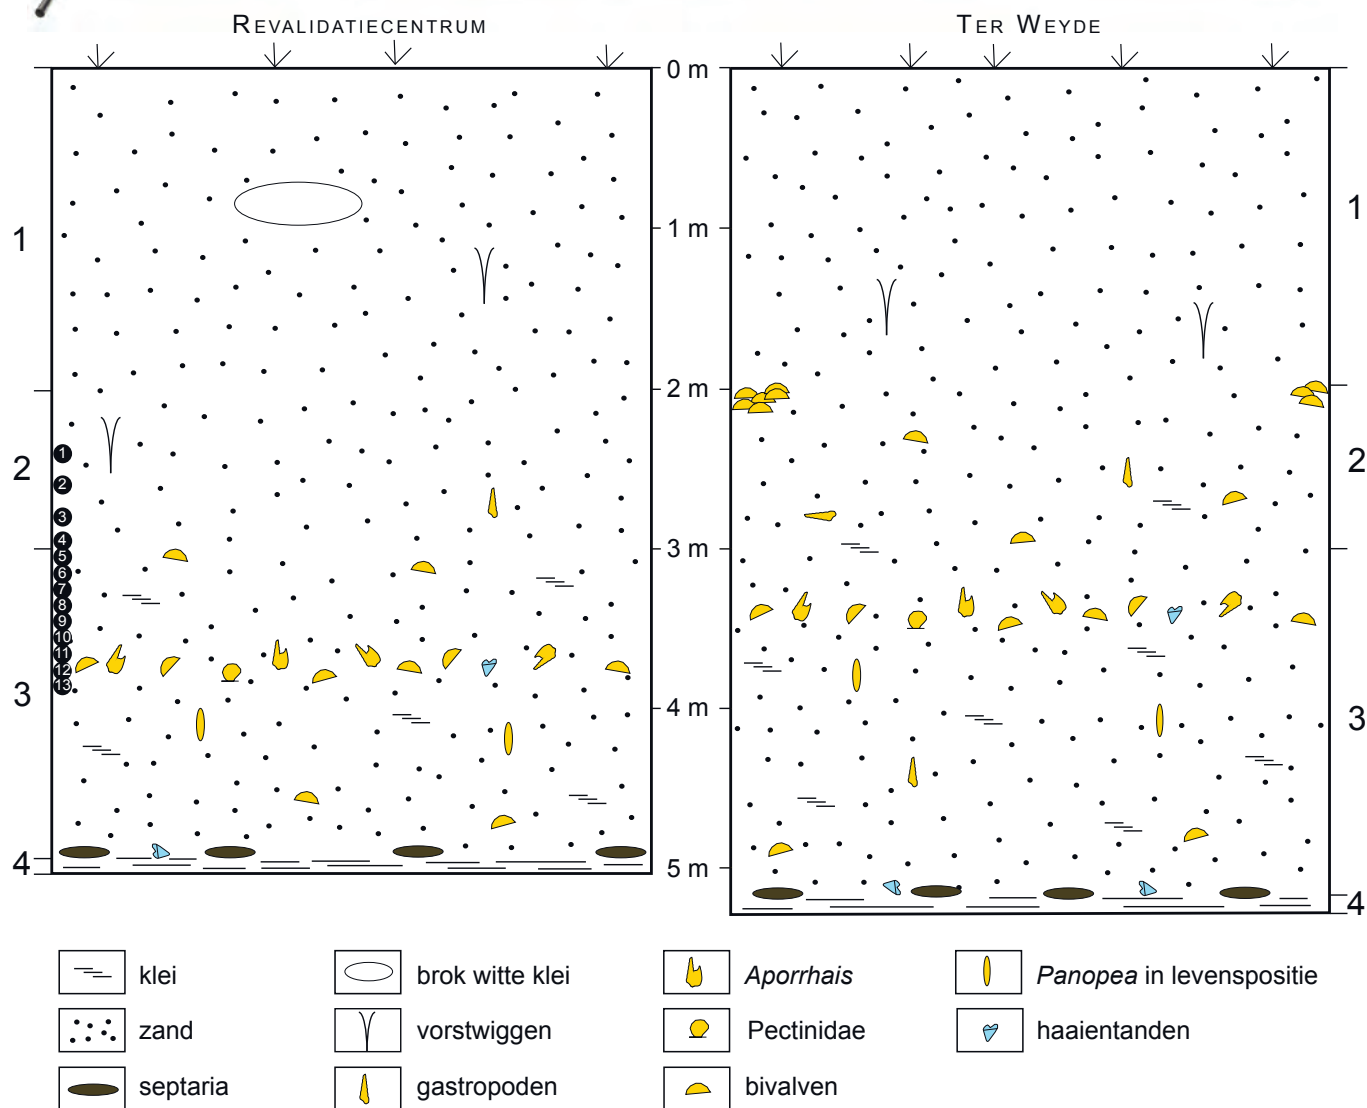 REVALIDATIECENTRUM
TER WEYDE
0 m
1 m
2 m
3 m
4 m
5 m
1
2
3
4
1
2
3
4
5
6
7
8
9
10
11
12
13
1
2
3
4
klei
zand
septaria
brok witte klei
vorstwiggen
gastropoden
Aporrhais
Pectinidae
bivalven
Panopea in levenspositie
haaientanden